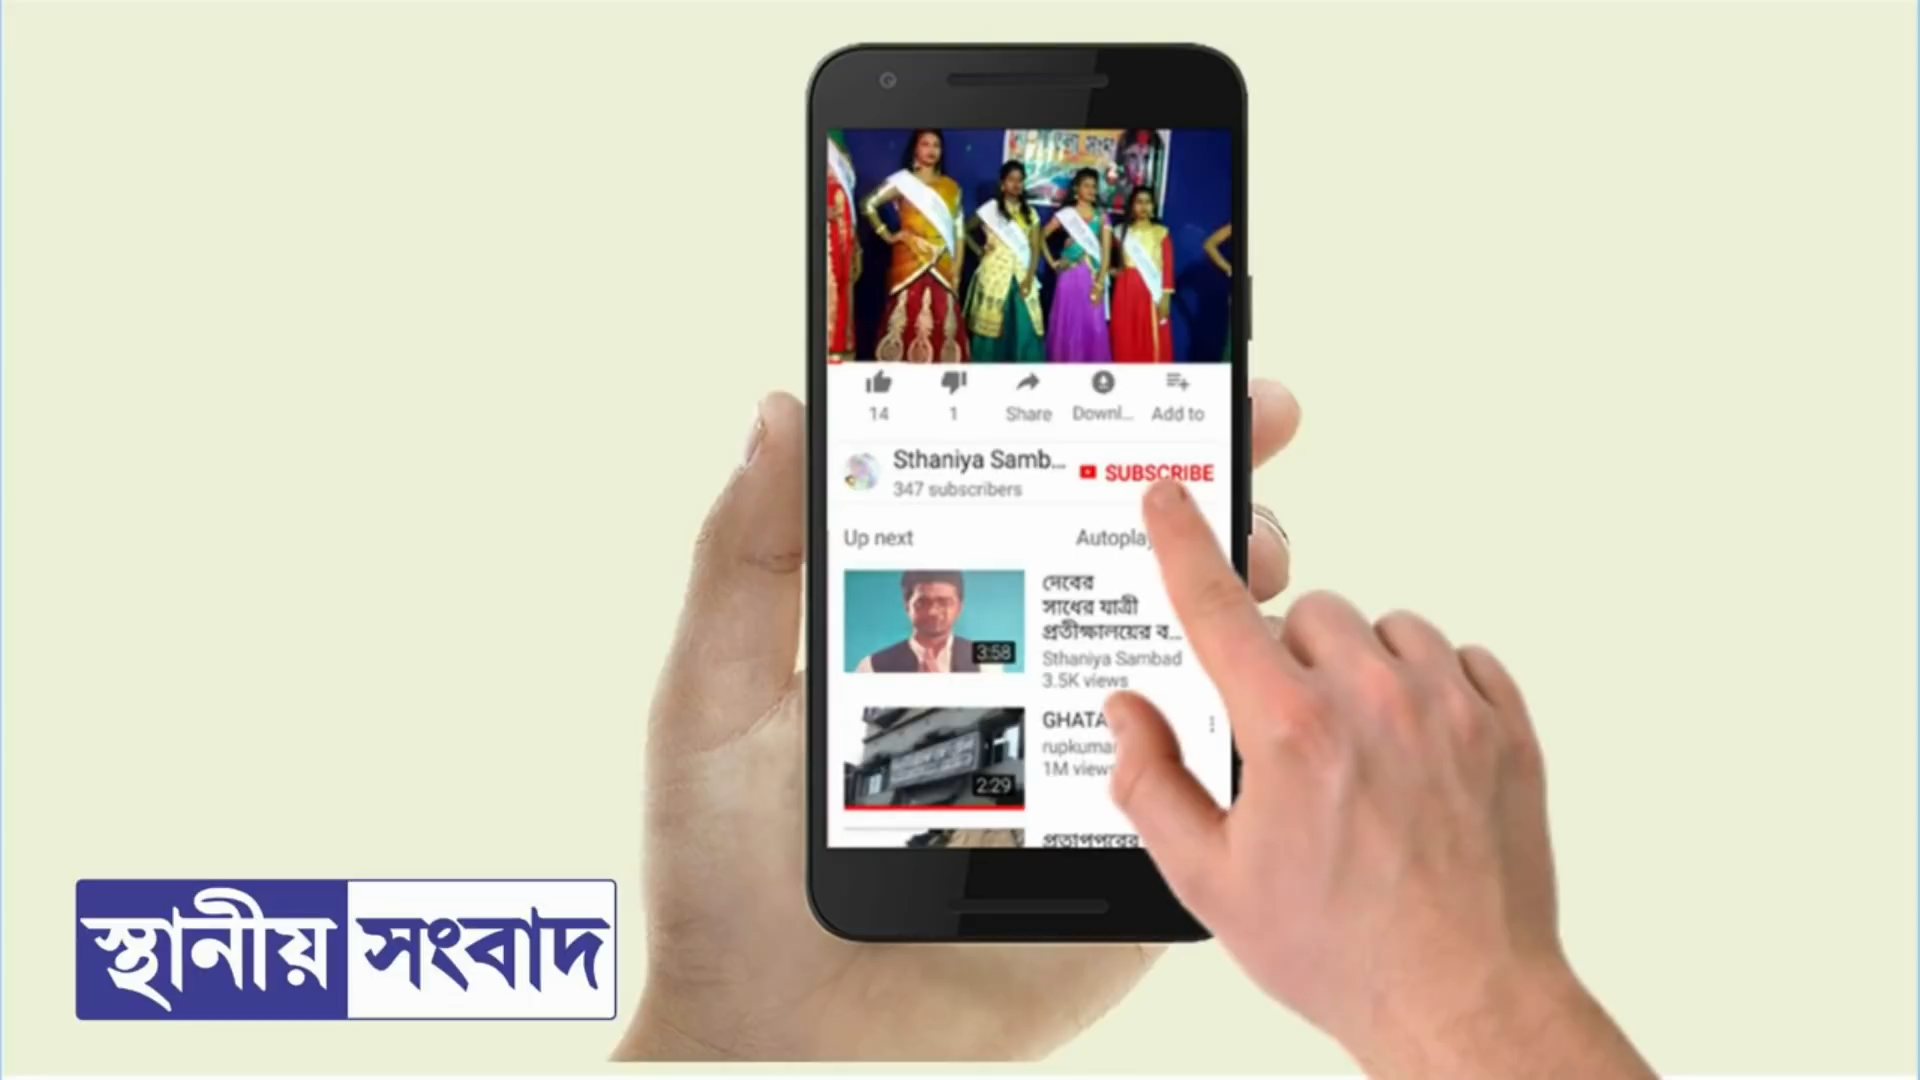 14
1
Share
Downl...
Add to
Sthaniya Samb...
SUBSCRIBE
347 subscribers
Up next
Autoplay
3:58
দেবের
সাধের যাত্রী
প্রতীক্ষালয়ের ব...
Sthaniya Sambad
3.5K views
2:29
GHATA
rupkuma
1M views
স্থানীয় সংবাদ